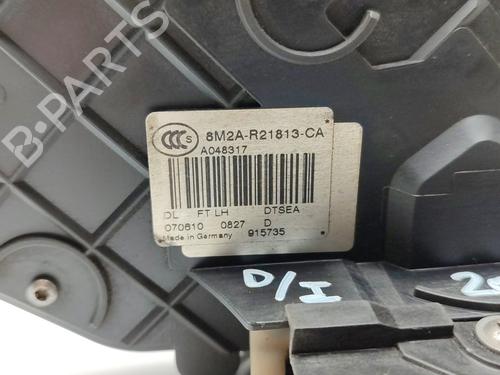 CCC S
8M2A-R21813-CA
A048317
DL FT LH DTSEA
070610 0827 D
Made in Germany 915735
D/I
B-PARTS